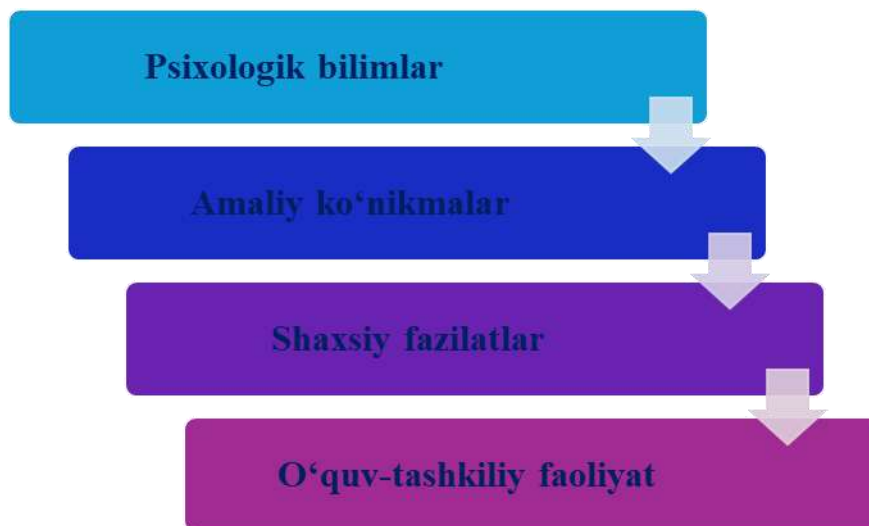 Psixologik bilimlar
Amaliy ko‘nikmalar
Shaxsiy fazilatlar
O‘quv-tashkiliy faoliyat